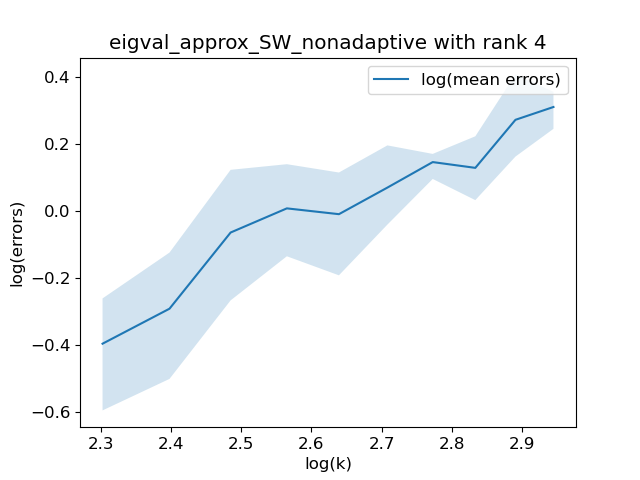 eigval_approx_SW_nonadaptive with rank 4
log(mean errors)
log(errors)
0.4
0.2
0.0
−0.2
−0.4
−0.6
2.3 2.4 2.5 2.6 2.7 2.8 2.9
log(k)